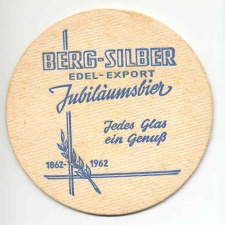 BERG-SILBER
EDEL-EXPORT
Jubiläumsbier
Jedes Glas
ein Genuß
1862 1962